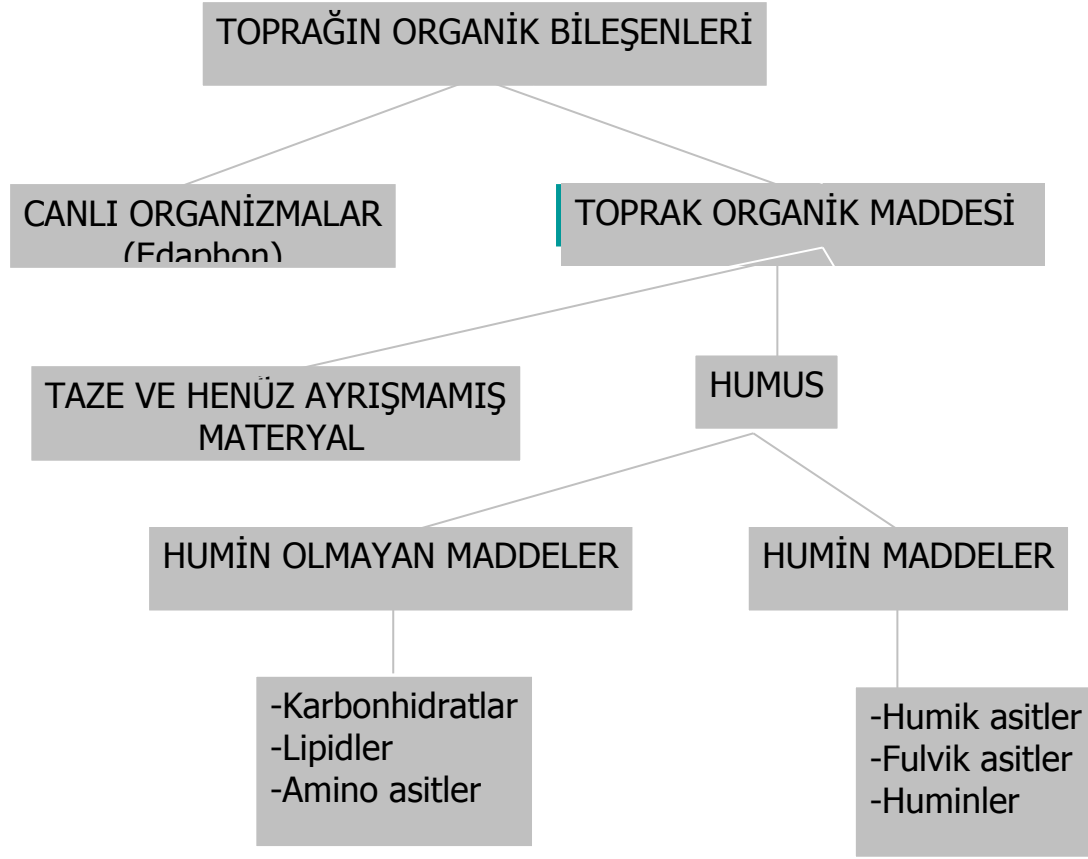 TOPRAĞIN ORGANİK BİLEŞENLERİ
CANLI ORGANİZMALAR
(Edaphon)
TOPRAK ORGANİK MADDESİ
TAZE VE HENÜZ AYRIŞMAMIŞ
MATERYAL
HUMUS
HUMİN OLMAYAN MADDELER
HUMİN MADDELER
-Karbonhidratlar
-Lipidler
-Amino asitler
-Humik asitler
-Fulvik asitler
-Huminler